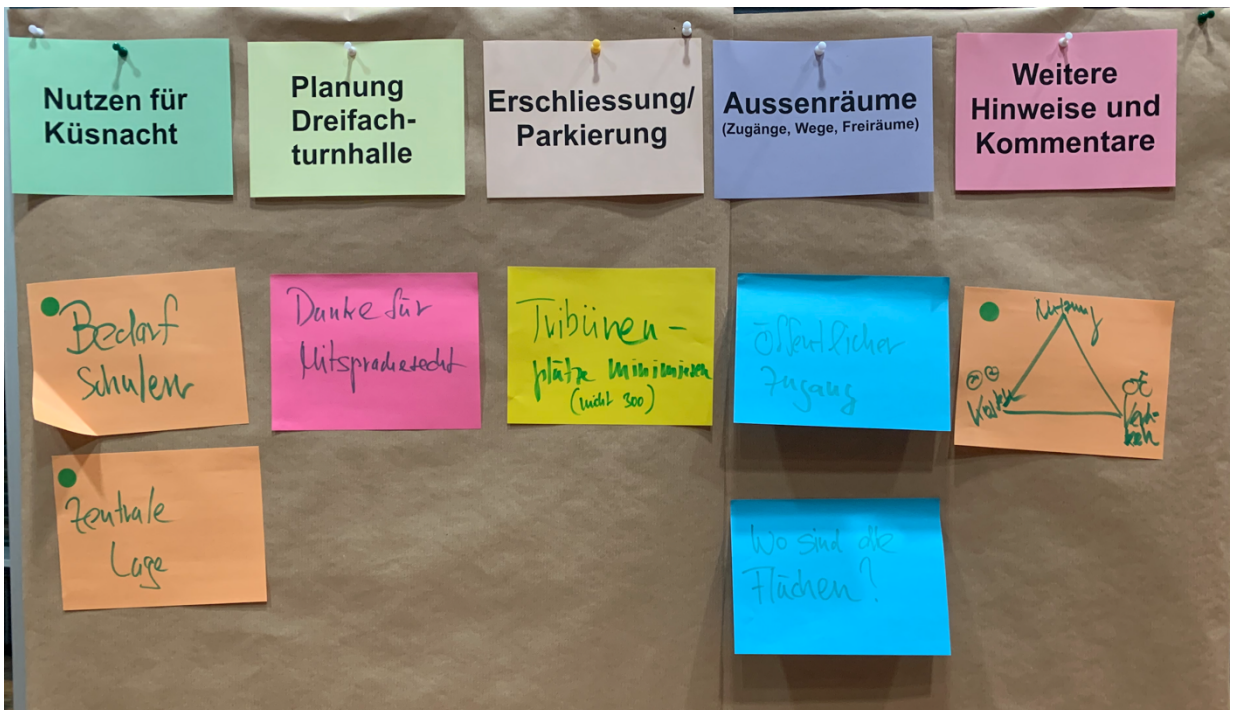 Nutzen für
Küsnacht
Planung
Dreifach-
turnhalle
Erschliessung/
Parkierung
Aussenräume
(Zugänge, Wege, Freiräume)
Weitere
Hinweise und
Kommentare
Bedarf
Schulen
Zentrale
Lage
Danke für
Mitspracherecht
Tribünen-
plätze minimieren
(nicht 300)
Öffentlicher
Zugang
Wo sind die
Flächen?
Nutzung
Kosten